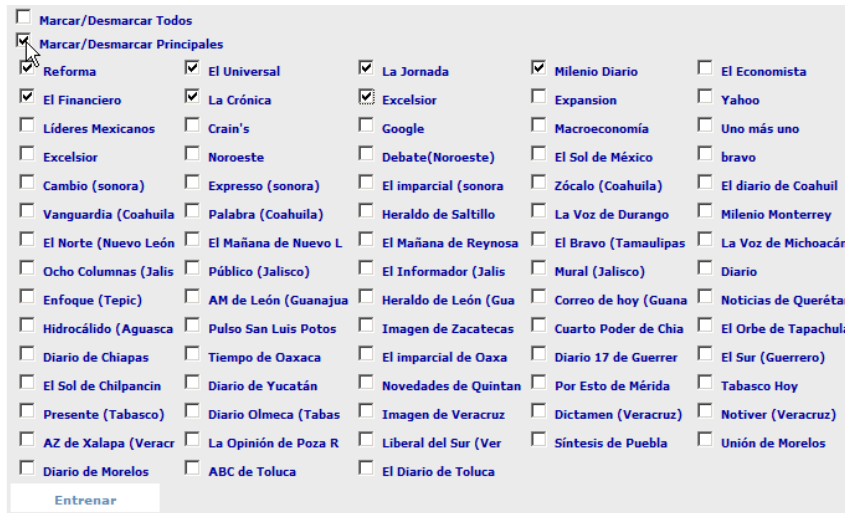 Marcar/Desmarcar Todos
Marcar/Desmarcar Principales
Reforma El Universal La Jornada Milenio Diario El Economista
El Financiero La Crónica Excelsior Expansion Yahoo
Líderes Mexicanos Crain's Google Macroeconomía Uno más uno
Excelsior Noroeste Debate(Noroeste) El Sol de México bravo
Cambio (sonora) Expresso (sonora) El imparcial (sonora Zócalo (Coahuila) El diario de Coahuil
Vanguardia (Coahuila Palabra (Coahuila) Heraldo de Saltillo La Voz de Durango Milenio Monterrey
El Norte (Nuevo León El Mañana de Nuevo L El Mañana de Reynosa El Bravo (Tamaulipas La Voz de Michoacán
Ocho Columnas (Jalis Público (Jalisco) El Informador (Jalis Mural (Jalisco) Diario
Enfoque (Tepic) AM de León (Guanajua Heraldo de León (Gua Correo de hoy (Guana Noticias de Quereta
Hidrocálido (Aguasca Pulso San Luis Potos Imagen de Zacatecas Cuarto Poder de Chia El Orbe de Tapachula
Diario de Chiapas Tiempo de Oaxaca El imparcial de Oaxa Diario 17 de Guerrer El Sur (Guerrero)
El Sol de Chilpancin Diario de Yucatán Novedades de Quintan Por Esto de Mérida Tabasco Hoy
Presente (Tabasco) Diario Olmeca (Tabas Imagen de Veracruz Dictamen (Veracruz) Notiver (Veracruz)
AZ de Xalapa (Veracr La Opinión de Poza R Liberal del Sur (Ver Síntesis de Puebla Unión de Morelos
Diario de Morelos ABC de Toluca El Diario de Toluca
Entrenar